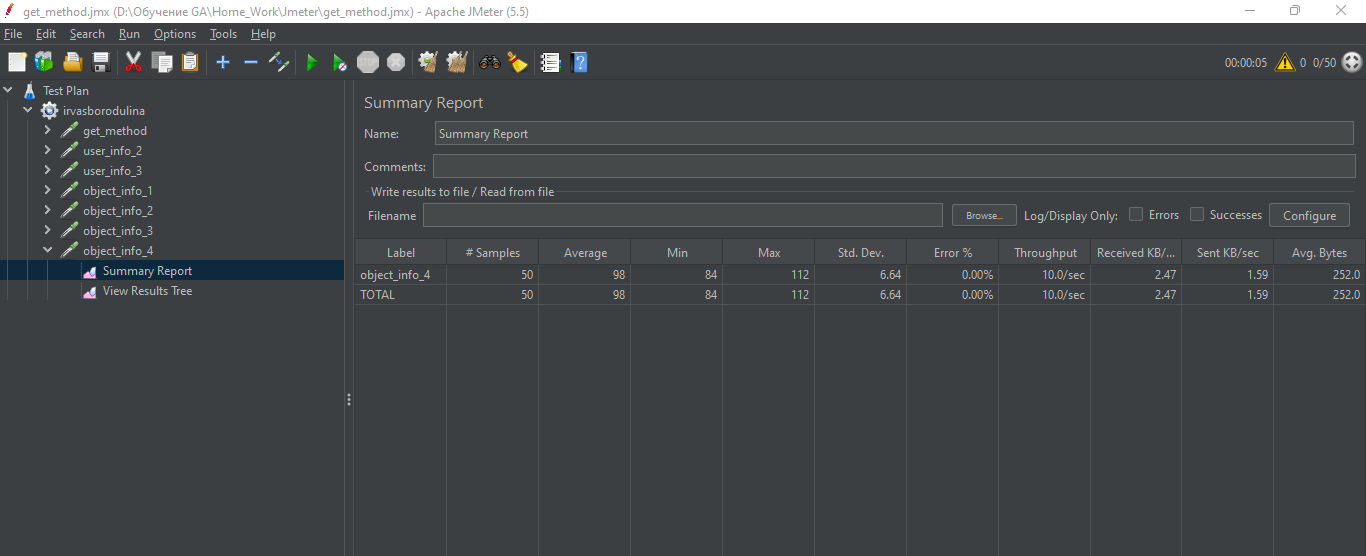 get_method.jmx (D:\Обучение GA\Home_Work\Jmeter\get_method.jmx) - Apache JMeter (5.5)
File Edit Search Run Options Tools Help
STOP 00:00:05 0 0/50
Test Plan
irvasborodulina
get_method
user_info_2
user_info_3
object_info_1
object_info_2
object_info_3
object_info_4
Summary Report
View Results Tree
Summary Report
Name: Summary Report
Comments:
Write results to file / Read from file
Filename Browse... Log/Display Only: Errors Successes Configure
Label # Samples Average Min Max Std. Dev. Error % Throughput Received KB/... Sent KB/sec Avg. Bytes
object_info_4 50 98 84 112 6.64 0.00% 10.0/sec 2.47 1.59 252.0
TOTAL 50 98 84 112 6.64 0.00% 10.0/sec 2.47 1.59 252.0